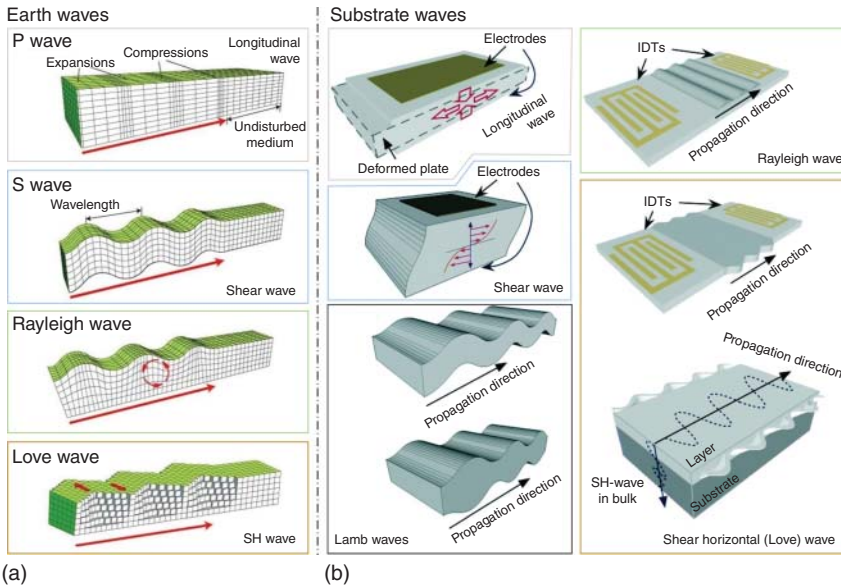 Earth waves
P wave
Expansions
Compressions
Longitudinal
wave
Undisturbed
medium
S wave
Wavelength
Shear wave
Rayleigh wave
Love wave
SH wave
(a)
Substrate waves
Electrodes
Longitudinal
wave
Deformed plate
Electrodes
Shear wave
Propagation direction
Propagation direction
Lamb waves
IDTs
Propagation direction
Rayleigh wave
IDTs
Propagation direction
Propagation
direction
Layer
Substrate
SH-wave
in bulk
Shear horizontal (Love) wave
(b)